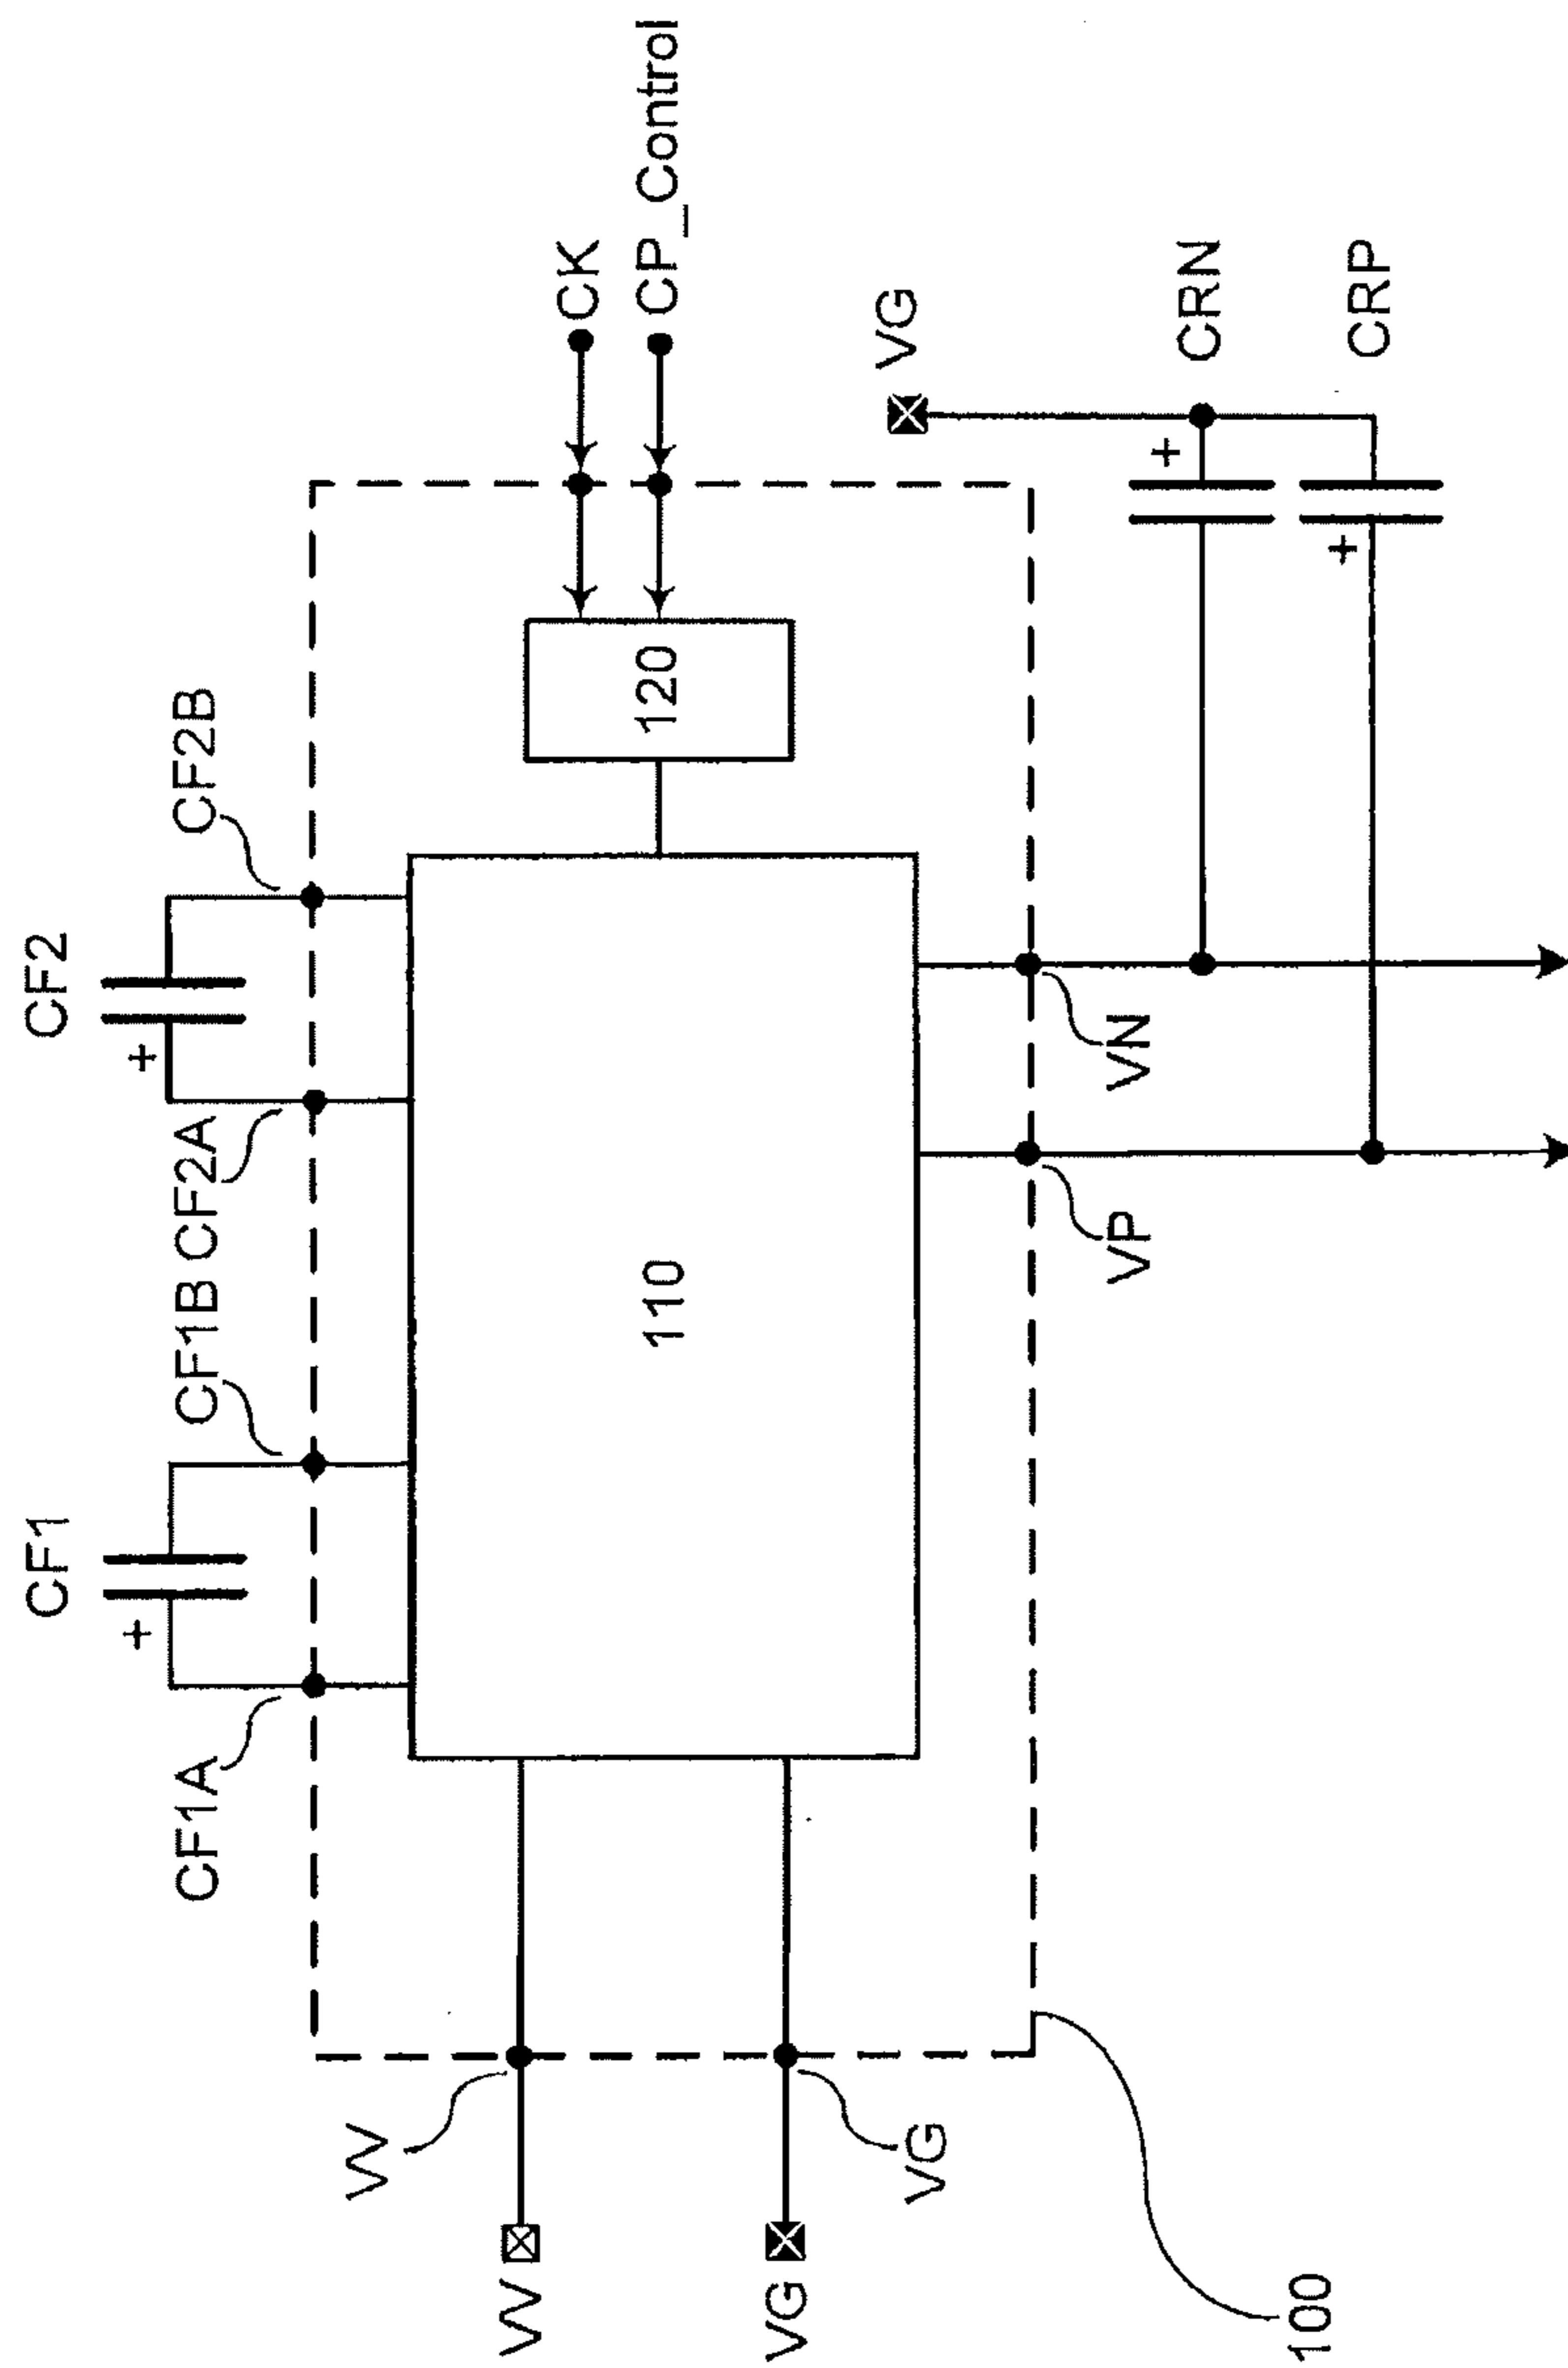 CF1
CF2
CF1A
CF1B
CF2A
CF2B
VV
VV
VG
VG
110
120
CK
CP_Control
VG
CRN
CRP
VP
VN
100
+
+
+
+